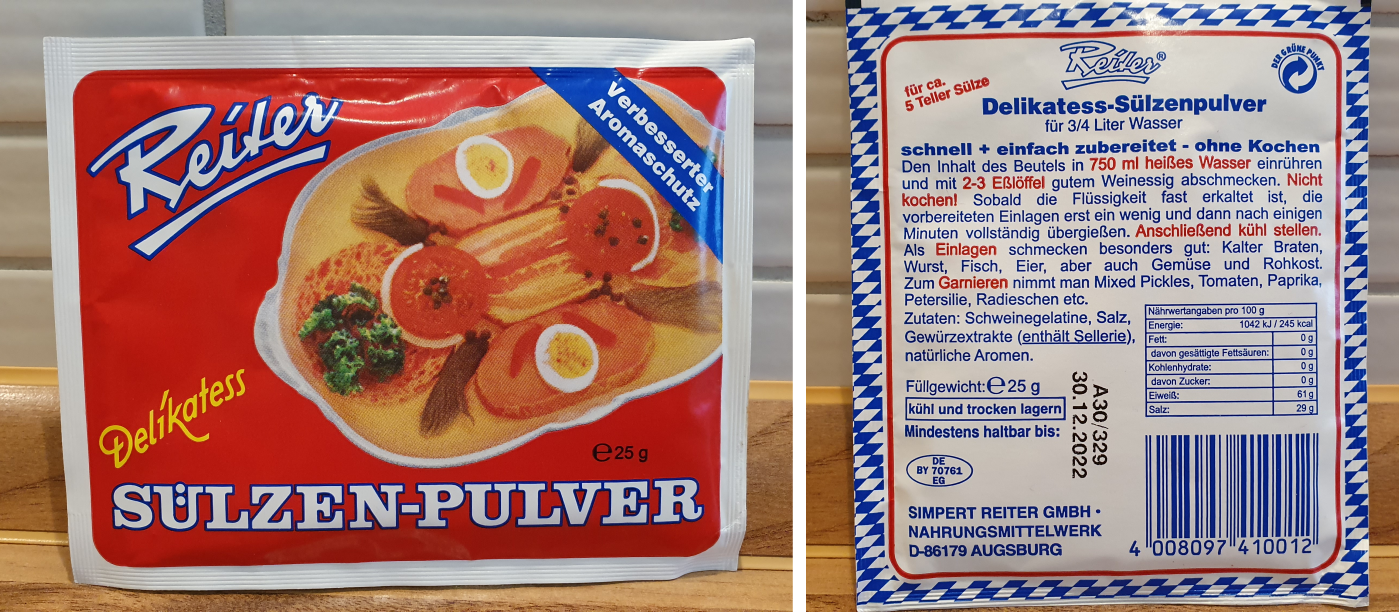 Reiter
Verbesserter
Aromaschutz
Delikatess
℮ 25 g
SÜLZEN-PULVER
Reiter®
DER GRÜNE PUNKT
für ca.
5 Teller Sülze
Delikatess-Sülzenpulver
für 3/4 Liter Wasser
schnell + einfach zubereitet - ohne Kochen
Den Inhalt des Beutels in 750 ml heißes Wasser einrühren
und mit 2-3 Eßlöffel gutem Weinessig abschmecken. Nicht
kochen! Sobald die Flüssigkeit fast erkaltet ist, die
vorbereiteten Einlagen erst ein wenig und dann nach einigen
Minuten vollständig übergießen. Anschließend kühl stellen.
Als Einlagen schmecken besonders gut: Kalter Braten,
Wurst, Fisch, Eier, aber auch Gemüse und Rohkost.
Zum Garnieren nimmt man Mixed Pickles, Tomaten, Paprika,
Petersilie, Radieschen etc.
Zutaten: Schweinegelatine, Salz,
Gewürzextrakte (enthält Sellerie),
natürliche Aromen.
Nährwertangaben pro 100 g
Energie: 1042 kJ / 245 kcal
Fett: 0 g
davon gesättigte Fettsäuren: 0 g
Kohlenhydrate: 0 g
davon Zucker: 0 g
Eiweiß: 61 g
Salz: 29 g
Füllgewicht: ℮ 25 g
kühl und trocken lagern
Mindestens haltbar bis:
A30/329
30.12.2022
DE
BY 70761
EG
SIMPERT REITER GMBH •
NAHRUNGSMITTELWERK
D-86179 AUGSBURG
4 008097 410012